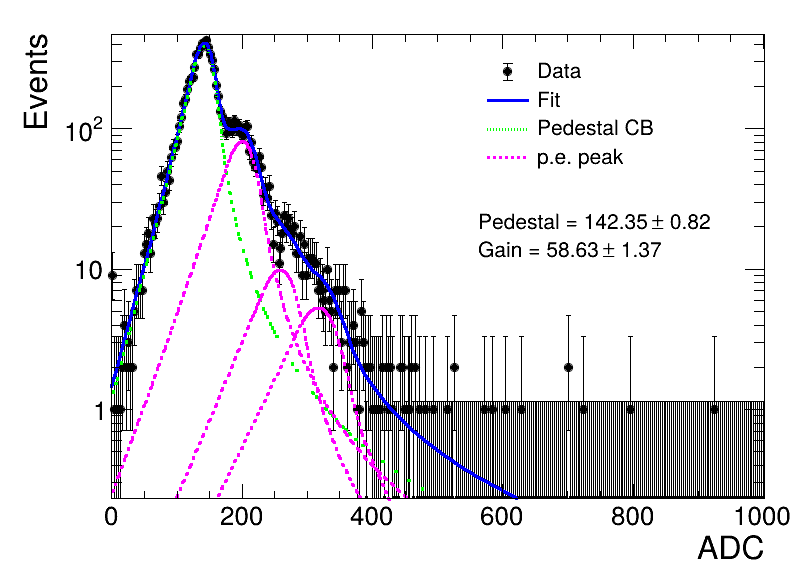 Events
10²
10
1
Data
Fit
Pedestal CB
p.e. peak
Pedestal = 142.35 ± 0.82
Gain = 58.63 ± 1.37
0 200 400 600 800 1000
ADC